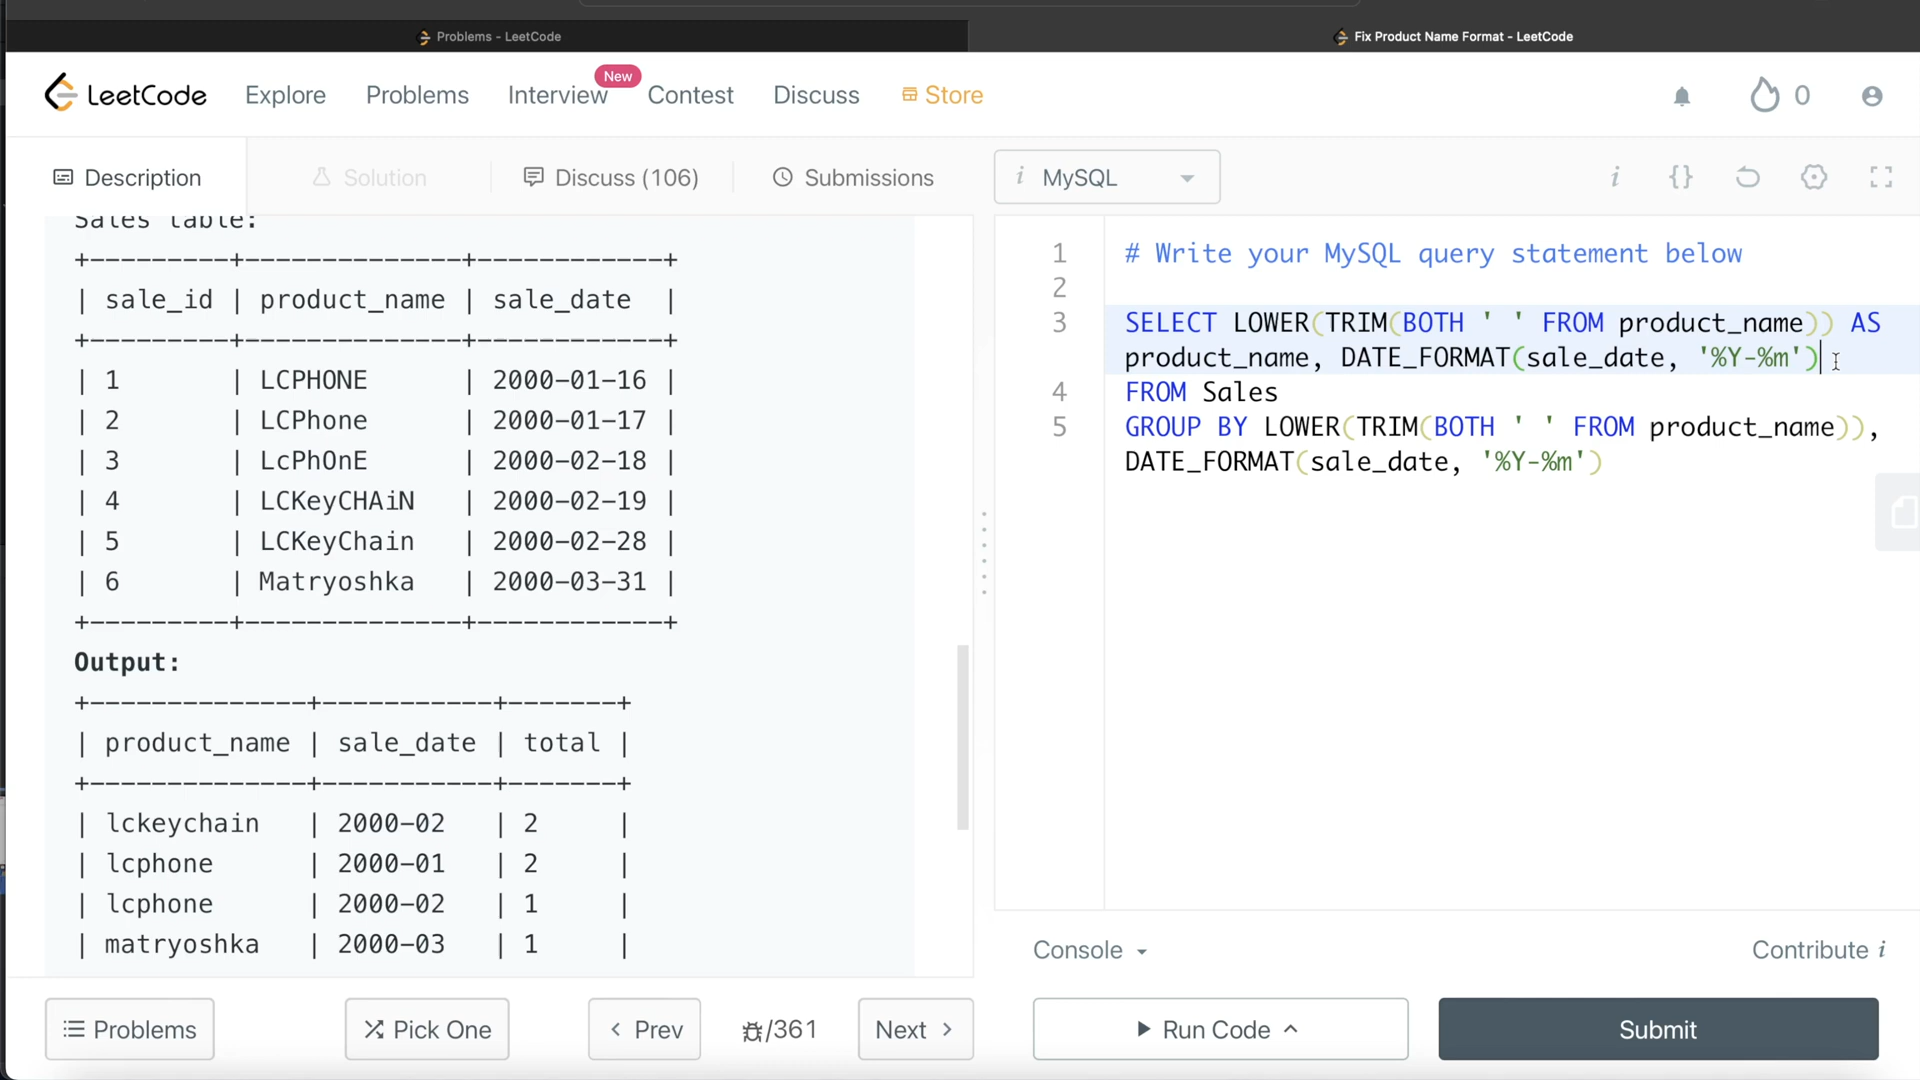 Problems - LeetCode
Fix Product Name Format - LeetCode
LeetCode
Explore
Problems
Interview
New
Contest
Discuss
Store
0
Description
Solution
Discuss (106)
Submissions
i MySQL
i {}
Sales table:
+---------+--------------+------------+
| sale_id | product_name | sale_date  |
+---------+--------------+------------+
| 1       | LCPHONE      | 2000-01-16 |
| 2       | LCPhone      | 2000-01-17 |
| 3       | LcPhOnE      | 2000-02-18 |
| 4       | LCKeyCHAiN   | 2000-02-19 |
| 5       | LCKeyChain   | 2000-02-28 |
| 6       | Matryoshka   | 2000-03-31 |
+---------+--------------+------------+
Output:
+--------------+-----------+-------+
| product_name | sale_date | total |
+--------------+-----------+-------+
| lckeychain   | 2000-02   | 2     |
| lcphone      | 2000-01   | 2     |
| lcphone      | 2000-02   | 1     |
| matryoshka   | 2000-03   | 1     |
1 # Write your MySQL query statement below
2
3 SELECT LOWER(TRIM(BOTH ' ' FROM product_name)) AS
product_name, DATE_FORMAT(sale_date, '%Y-%m')
4 FROM Sales
5 GROUP BY LOWER(TRIM(BOTH ' ' FROM product_name)),
DATE_FORMAT(sale_date, '%Y-%m')
Console
Contribute i
Problems
Pick One
Prev
/361
Next
Run Code
Submit